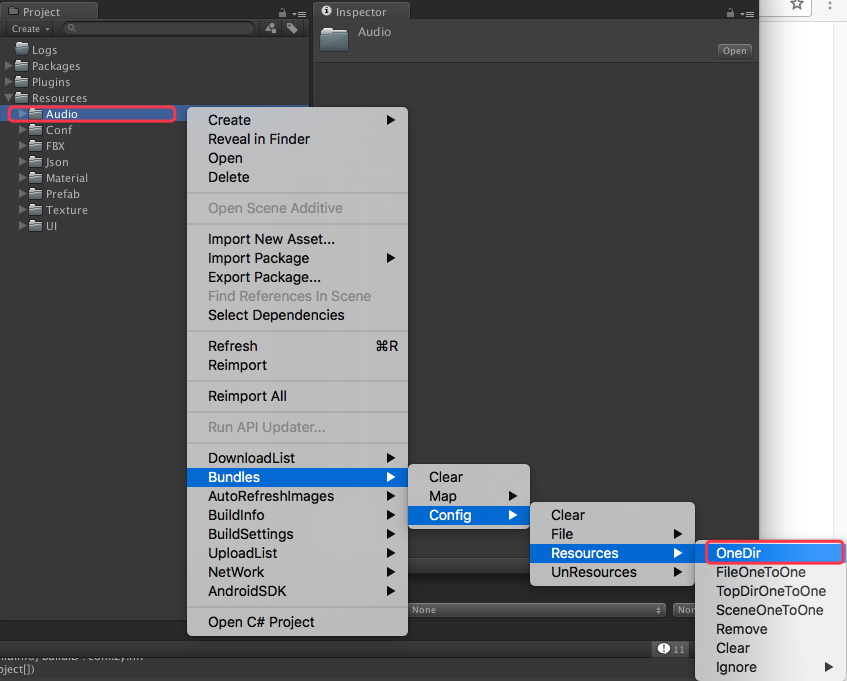 Project
Inspector
Create
Audio
Open
Logs
Packages
Plugins
Resources
Audio
Conf
FBX
Json
Material
Prefab
Texture
UI
Create
Reveal in Finder
Open
Delete
Open Scene Additive
Import New Asset...
Import Package
Export Package...
Find References In Scene
Select Dependencies
Refresh ⌘R
Reimport
Reimport All
Run API Updater...
DownloadList
Bundles
AutoRefreshImages
BuildInfo
BuildSettings
UploadList
NetWork
AndroidSDK
Open C# Project
Clear
Map
Config
Clear
File
Resources
UnResources
OneDir
FileOneToOne
TopDirOneToOne
SceneOneToOne
Remove
Clear
Ignore
None
Non
11
oject[])